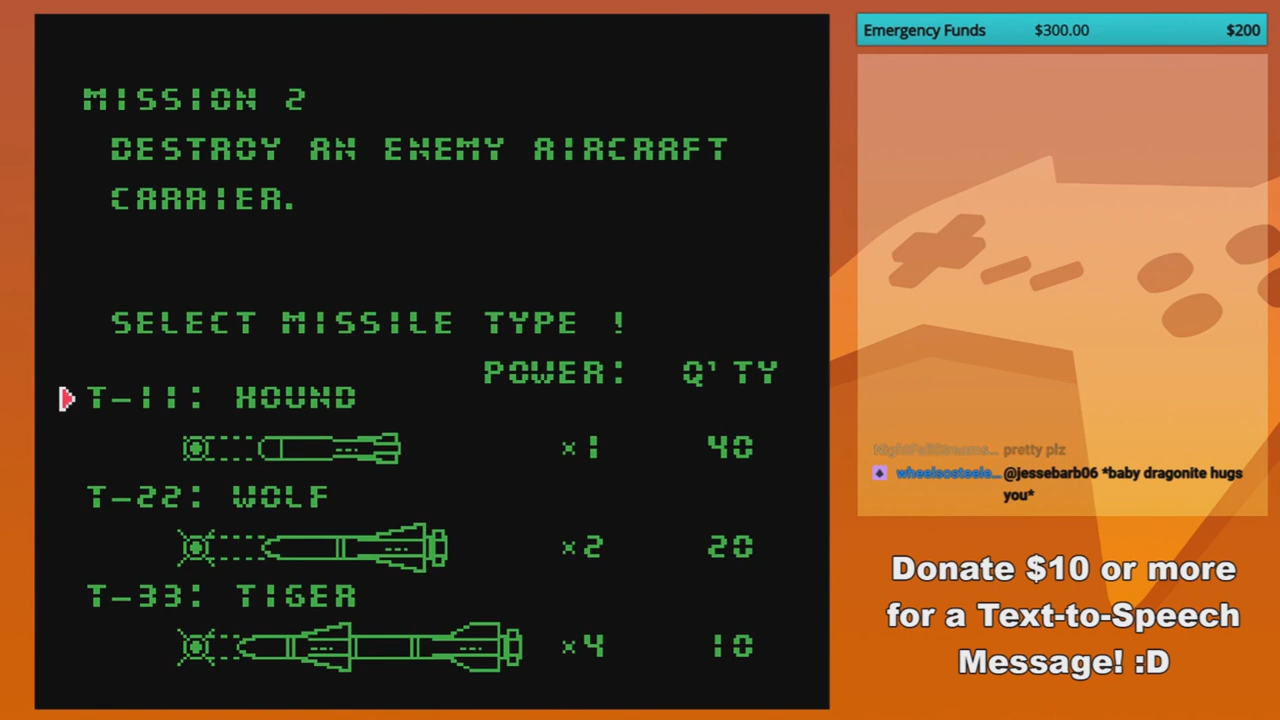 MISSION 2
DESTROY AN ENEMY AIRCRAFT
CARRIER.
SELECT MISSILE TYPE !
POWER: Q'TY
T-11: HOUND
×1 40
T-22: WOLF
×2 20
T-33: TIGER
×4 10
Emergency Funds $300.00 $200
NightFallStreams… pretty plz
wheelsosteele… @jessebarb06 *baby dragonite hugs
you*
Donate $10 or more
for a Text-to-Speech
Message! :D